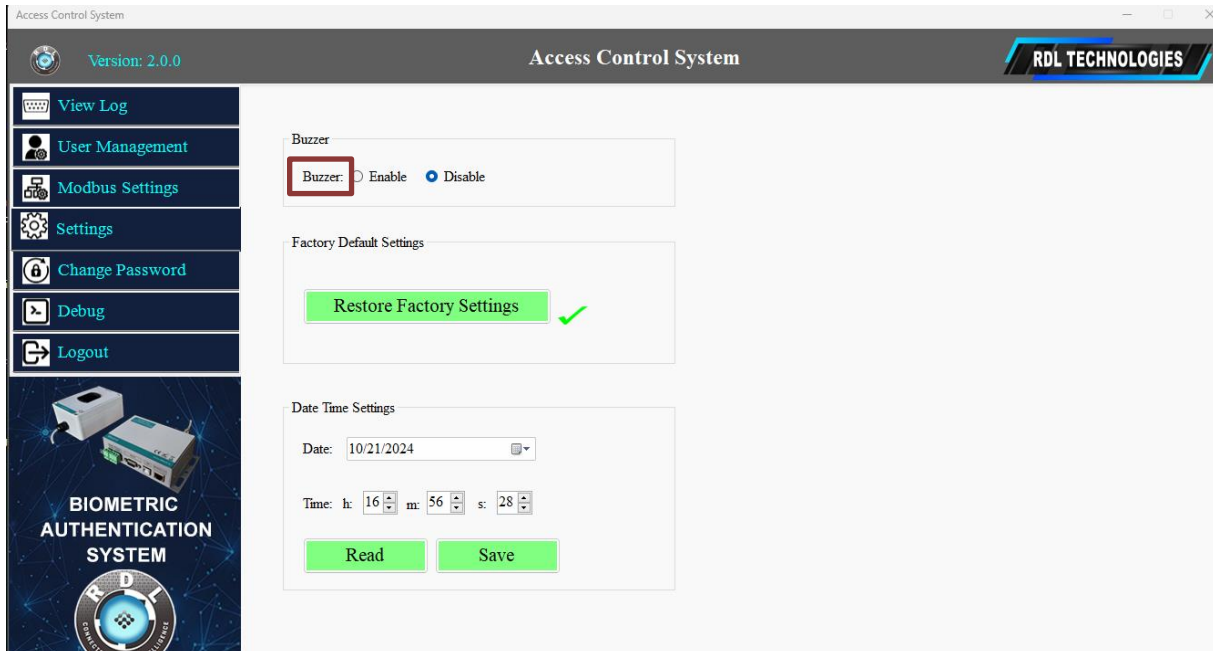 Access Control System
Version: 2.0.0
Access Control System
RDL TECHNOLOGIES
View Log
User Management
Modbus Settings
Settings
Change Password
Debug
Logout
BIOMETRIC
AUTHENTICATION
SYSTEM
RDL
Buzzer
Buzzer: Enable Disable
Factory Default Settings
Restore Factory Settings
Date Time Settings
Date: 10/21/2024
Time: h: 16 m: 56 s: 28
Read Save